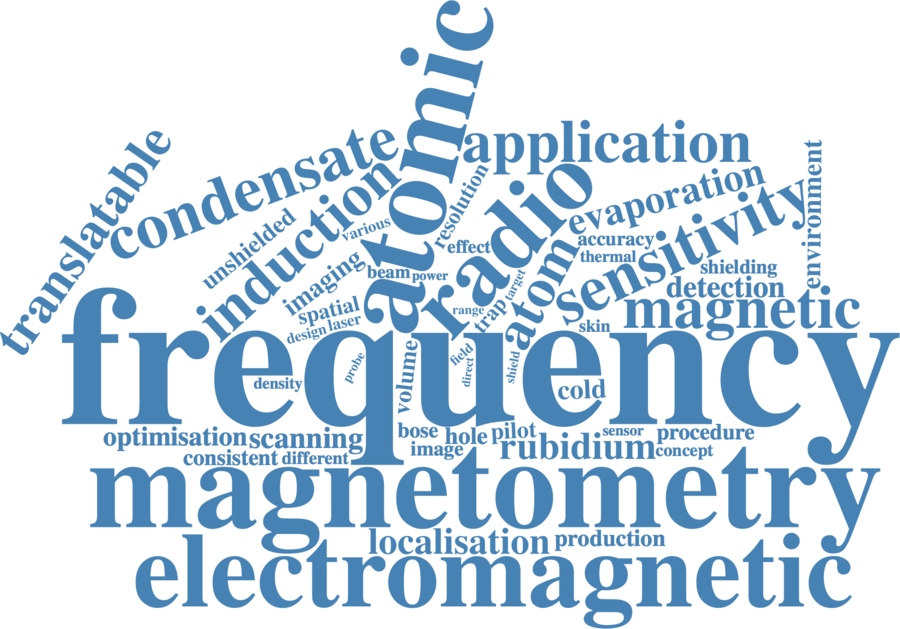 atomic
application
condensate
translatable
environment
induction
radio
resolution
evaporation
sensitivity
unshielded
various
effect
accuracy
thermal
imaging
beam
power
atom
shielding
detection
target
spatial
design
laser
range
trap
magnetic
skin
frequency
field
direct
shield
probe
volume
density
cold
optimisation
scanning
bose
hole
pilot
sensor
procedure
image
rubidium
concept
consistent
different
magnetometry
localisation
production
electromagnetic